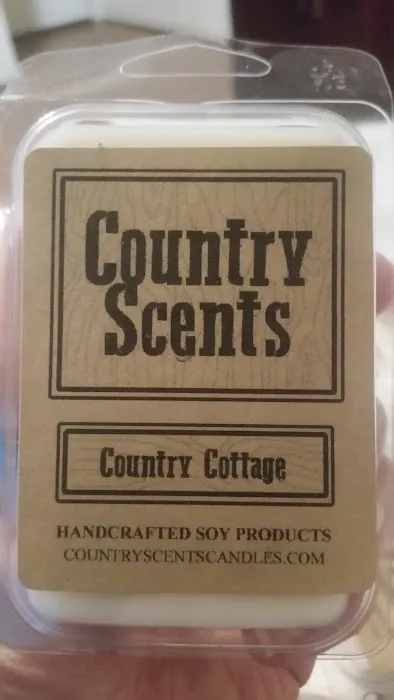 Country
Scents
Country Cottage
HANDCRAFTED SOY PRODUCTS
COUNTRYSCENTSCANDLES.COM